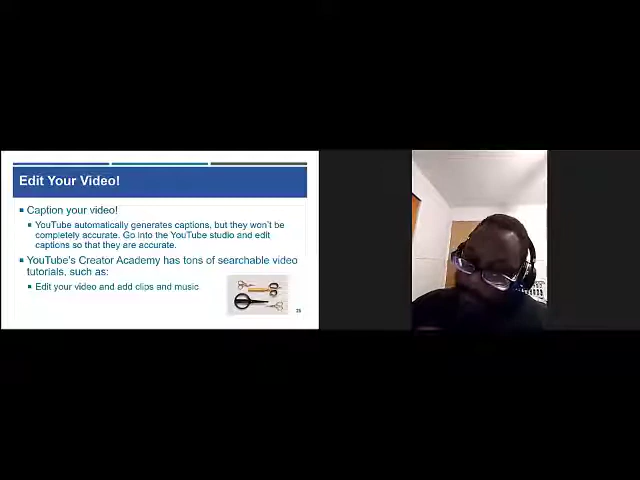 Edit Your Video!
Caption your video!
YouTube automatically generates captions, but they won't be
completely accurate. Go into the YouTube studio and edit
captions so that they are accurate.
YouTube's Creator Academy has tons of searchable video
tutorials, such as:
Edit your video and add clips and music